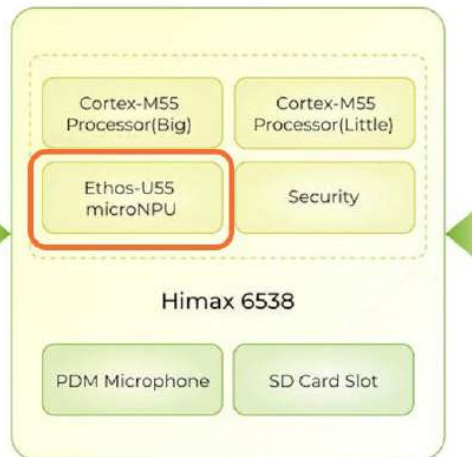 Cortex-M55
Processor(Big)
Cortex-M55
Processor(Little)
Ethos-U55
microNPU
Security
Himax 6538
PDM Microphone
SD Card Slot